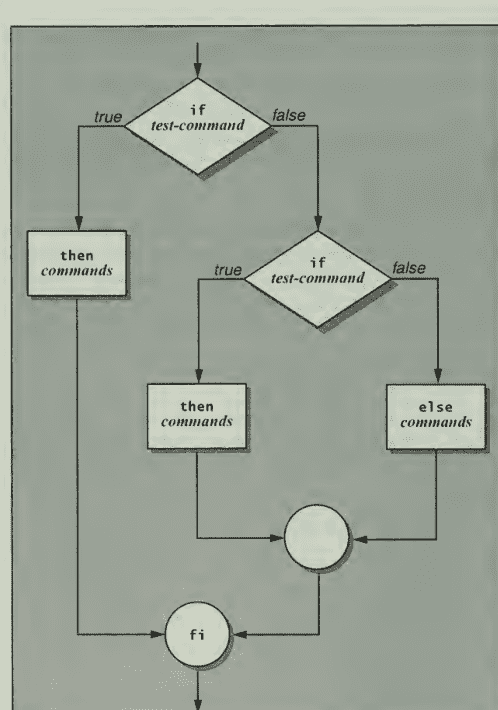 if
test-command
true
false
then
commands
if
test-command
true
false
then
commands
else
commands
fi